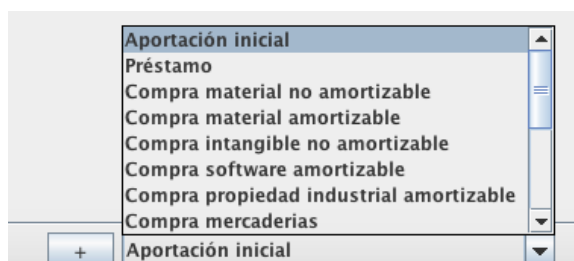 Aportación inicial
Préstamo
Compra material no amortizable
Compra material amortizable
Compra intangible no amortizable
Compra software amortizable
Compra propiedad industrial amortizable
Compra mercaderias
+ Aportación inicial